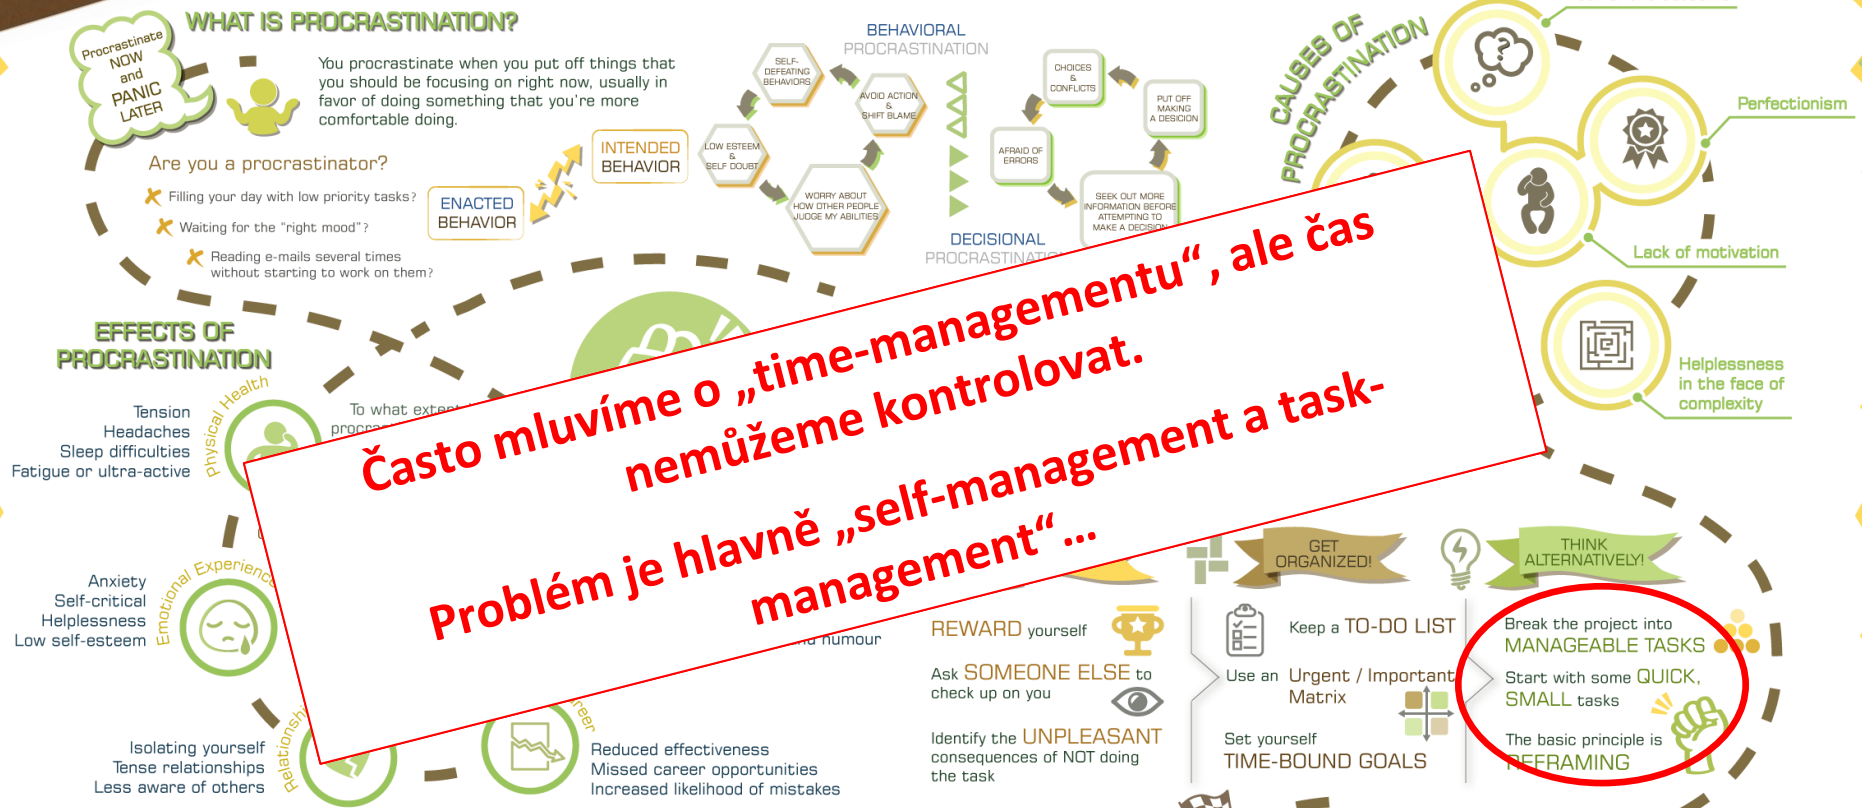 WHAT IS PROCRASTINATION?
Procrastinate
NOW
and
PANIC
LATER
You procrastinate when you put off things that
you should be focusing on right now, usually in
favor of doing something that you're more
comfortable doing.
Are you a procrastinator?
Filling your day with low priority tasks?
Waiting for the "right mood"?
Reading e-mails several times
without starting to work on them?
ENACTED
BEHAVIOR
INTENDED
BEHAVIOR
BEHAVIORAL
PROCRASTINATION
SELF-
DEFEATING
BEHAVIORS
AVOID ACTION
&
SHIFT BLAME
LOW ESTEEM
&
SELF DOUBT
WORRY ABOUT
HOW OTHER PEOPLE
JUDGE MY ABILITIES
CHOICES
&
CONFLICTS
PUT OFF
MAKING
A DESICION
AFRAID OF
ERRORS
SEEK OUT MORE
INFORMATION BEFORE
ATTEMPTING TO
MAKE A DECISION
DECISIONAL
PROCRASTINATION
CAUSES OF
PROCRASTINATION
Perfectionism
Lack of motivation
Helplessness
in the face of
complexity
Často mluvíme o „time-managementu“, ale čas
nemůžeme kontrolovat.
Problém je hlavně „self-management a task-
management“…
EFFECTS OF
PROCRASTINATION
Physical Health
Tension
Headaches
Sleep difficulties
Fatigue or ultra-active
To what
Emotional Experience
Anxiety
Self-critical
Helplessness
Low self-esteem
Isolating yourself
Tense relationships
Less aware of others
Reduced effectiveness
Missed career opportunities
Increased likelihood of mistakes
humour
REWARD yourself
Ask SOMEONE ELSE to
check up on you
Identify the UNPLEASANT
consequences of NOT doing
the task
GET
ORGANIZED!
Keep a TO-DO LIST
Use an Urgent / Important
Matrix
Set yourself
TIME-BOUND GOALS
THINK
ALTERNATIVELY!
Break the project into
MANAGEABLE TASKS
Start with some QUICK,
SMALL tasks
The basic principle is
REFRAMING